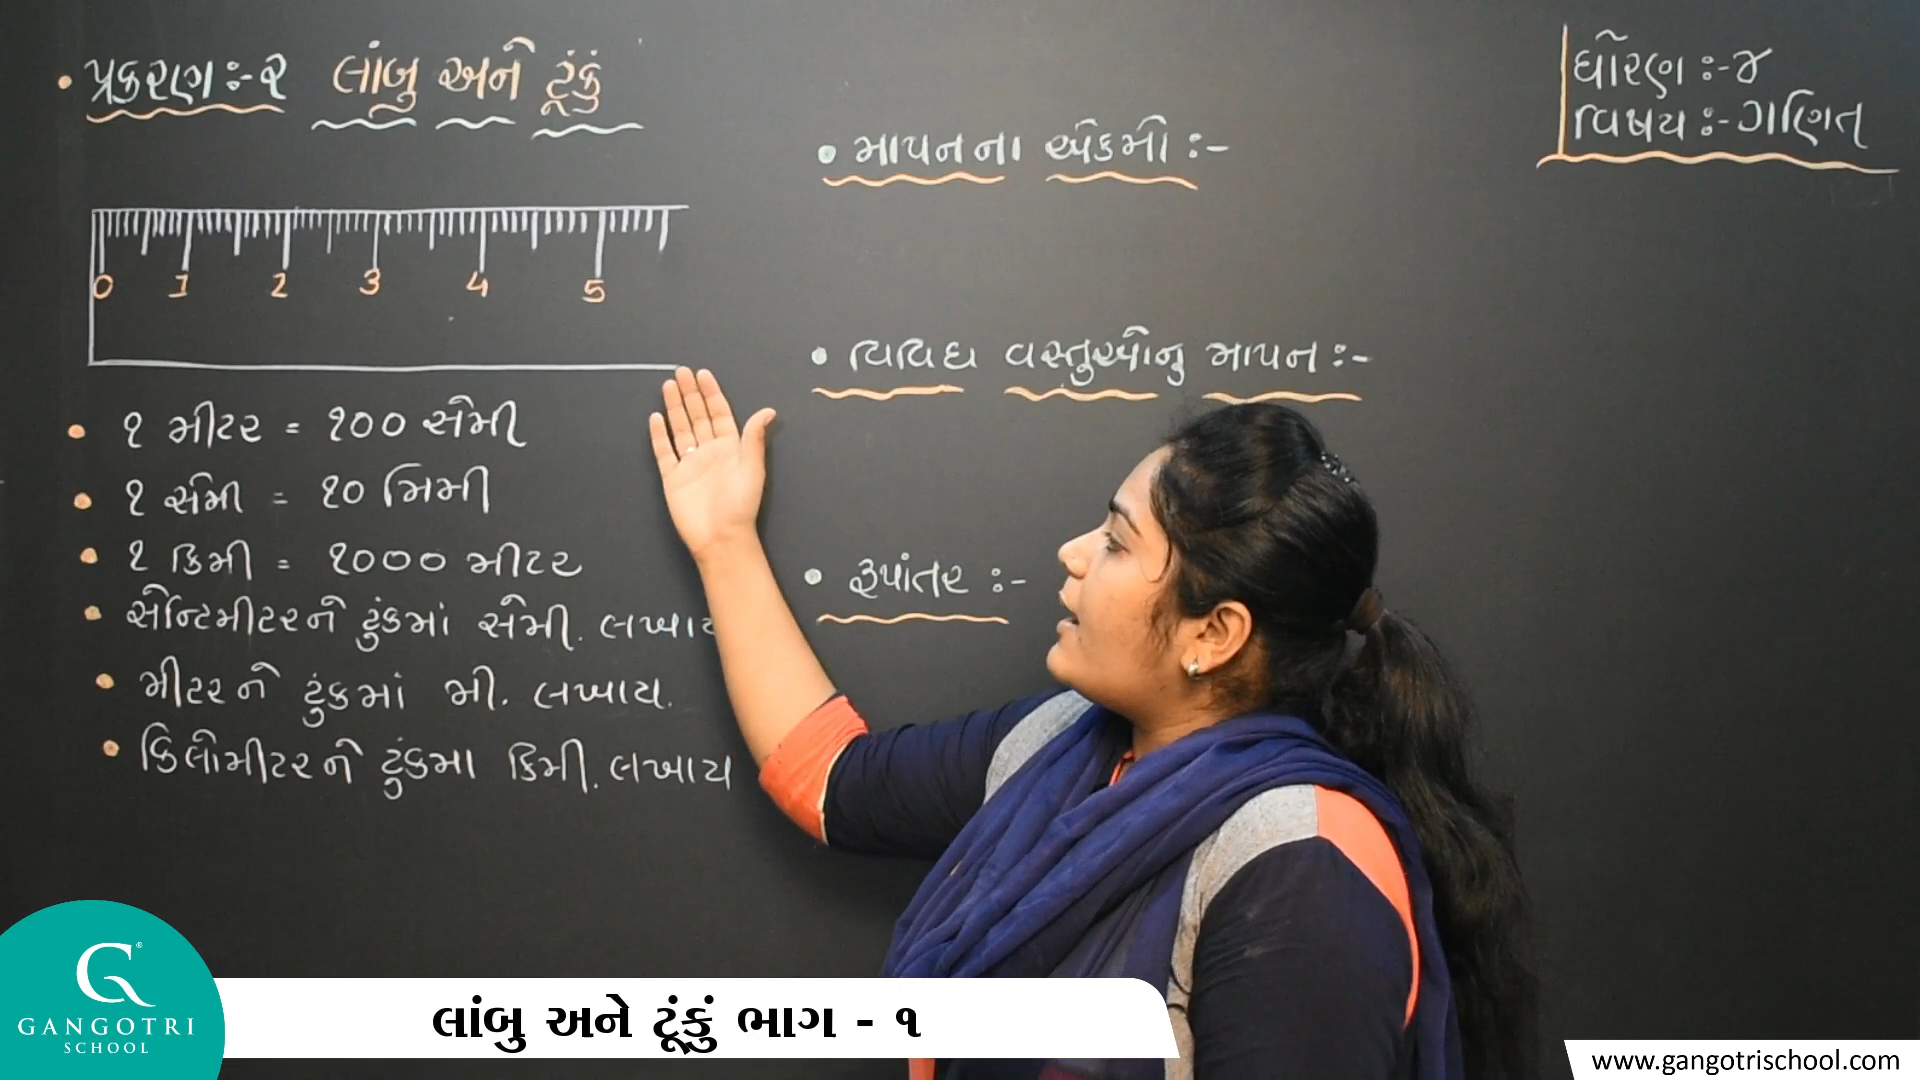 પ્રકરણ :- ૨ લાંબુ અને ટૂંકું
ધોરણ :- ૪
વિષય :- ગણિત
0 1 2 3 4 5
૧ મીટર = ૧૦૦ સેમી
૧ સેમી = ૧૦ મિમી
૧ કિમી = ૧૦૦૦ મીટર
સેન્ટિમીટરને ટુંકમાં સેમી. લખાય
મીટરને ટુંકમાં મી. લખાય.
કિલોમીટરને ટુંકમા કિમી. લખાય
માપનના એકમો :-
વિવિધ વસ્તુઓનુ માપન :-
રૂપાંતર :-
G®
GANGOTRI
SCHOOL
લાંબુ અને ટૂંકું ભાગ - ૧
www.gangotrischool.com